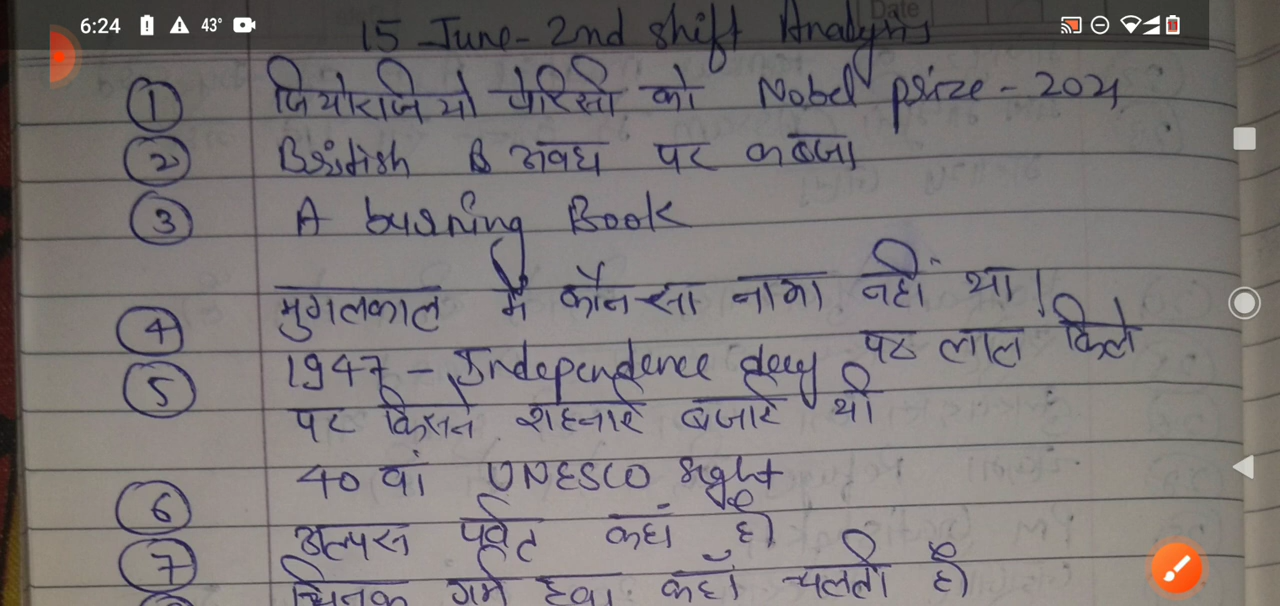 6:24 43°
Date
15 June - 2nd shift Analysis
1 जियोराजियो पेरिसी को Nobel prize - 2021
2 British अवध पर कब्जा
3 A burning Book
4 मुगलकाल में कौनसा नामा नहीं था।
5 1947 - Independence day पर लाल किले
पर किसने शहनाई बजाई थी
6 40 वां UNESCO sight
7 अल्पस पर्वत कहां है
चिनूक गर्म हवा कहाँ चलती है